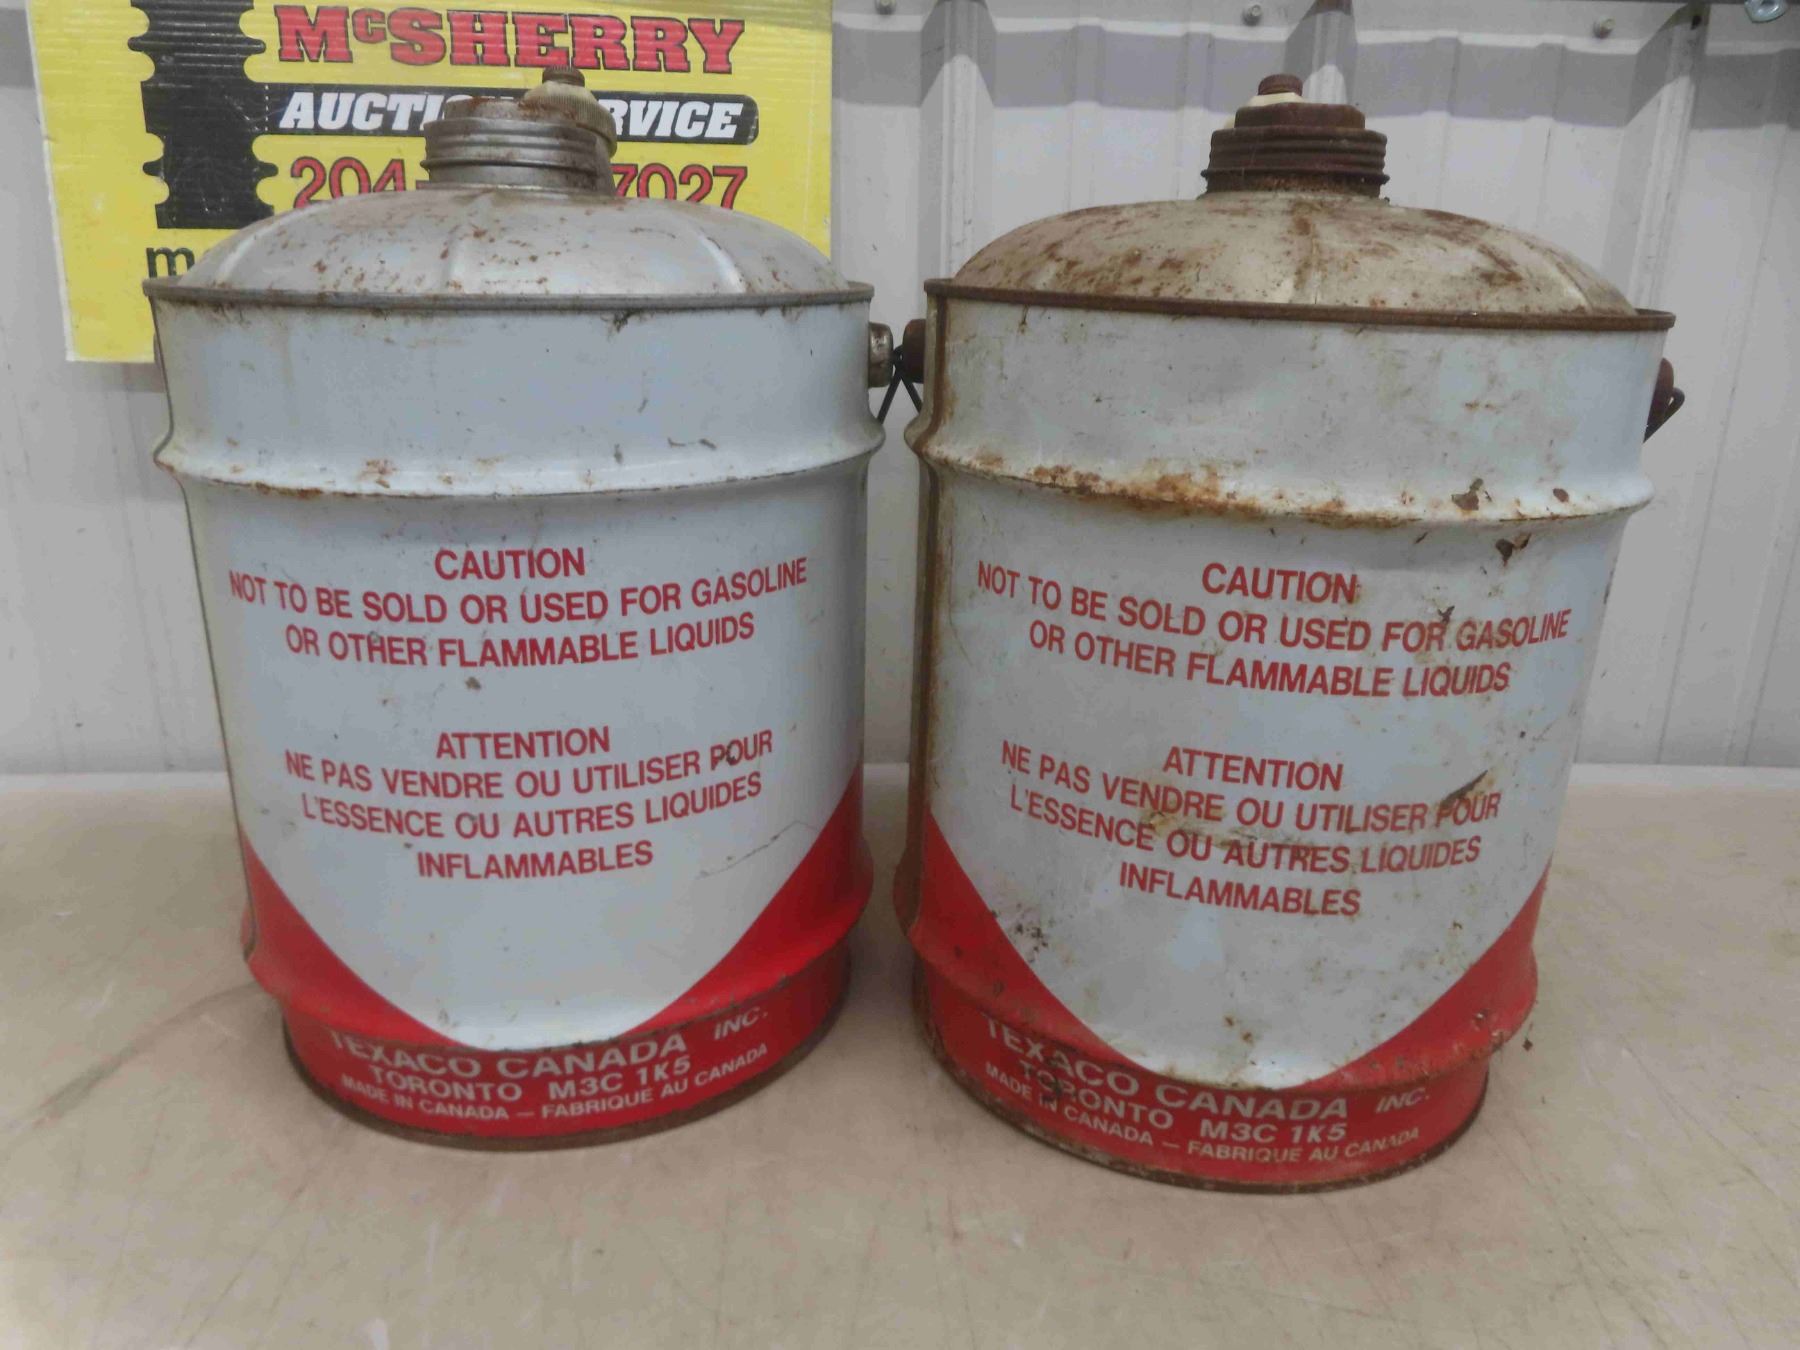 McSHERRY
AUCTION SERVICE
204- 7027
m
CAUTION
NOT TO BE SOLD OR USED FOR GASOLINE
OR OTHER FLAMMABLE LIQUIDS
ATTENTION
NE PAS VENDRE OU UTILISER POUR
L'ESSENCE OU AUTRES LIQUIDES
INFLAMMABLES
TEXACO CANADA INC.
TORONTO M3C 1K5
MADE IN CANADA — FABRIQUE AU CANADA
CAUTION
NOT TO BE SOLD OR USED FOR GASOLINE
OR OTHER FLAMMABLE LIQUIDS
ATTENTION
NE PAS VENDRE OU UTILISER POUR
L'ESSENCE OU AUTRES LIQUIDES
INFLAMMABLES
TEXACO CANADA INC.
TORONTO M3C 1K5
MADE IN CANADA — FABRIQUE AU CANADA